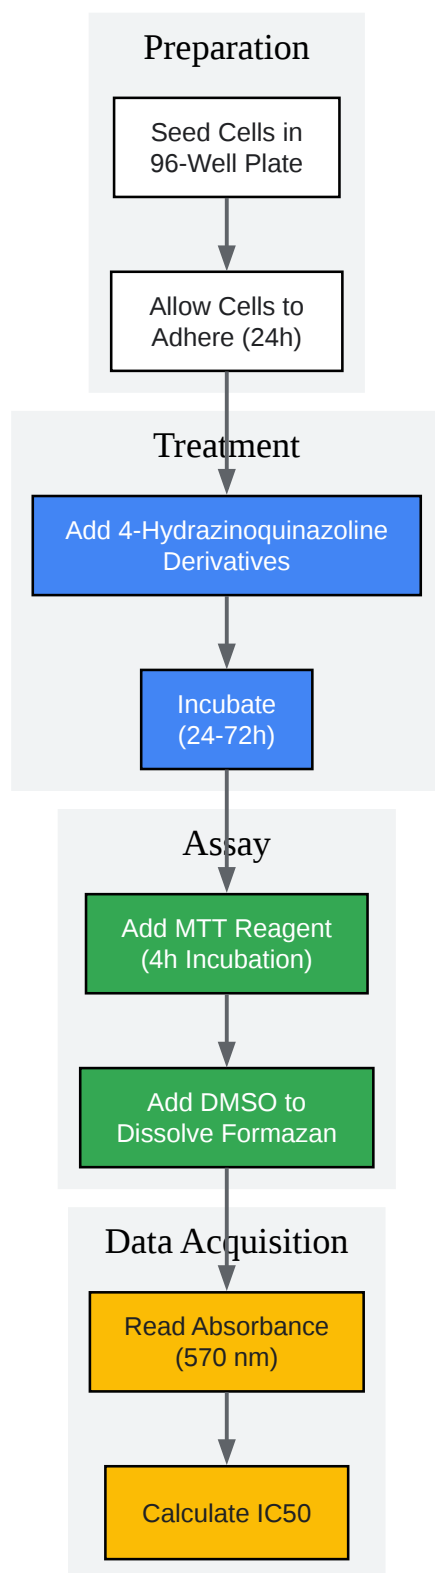 Preparation
Seed Cells in
96-Well Plate
Allow Cells to
Adhere (24h)
Treatment
Add 4-Hydrazinoquinazoline
Derivatives
Incubate
(24-72h)
Assay
Add MTT Reagent
(4h Incubation)
Add DMSO to
Dissolve Formazan
Data Acquisition
Read Absorbance
(570 nm)
Calculate IC50